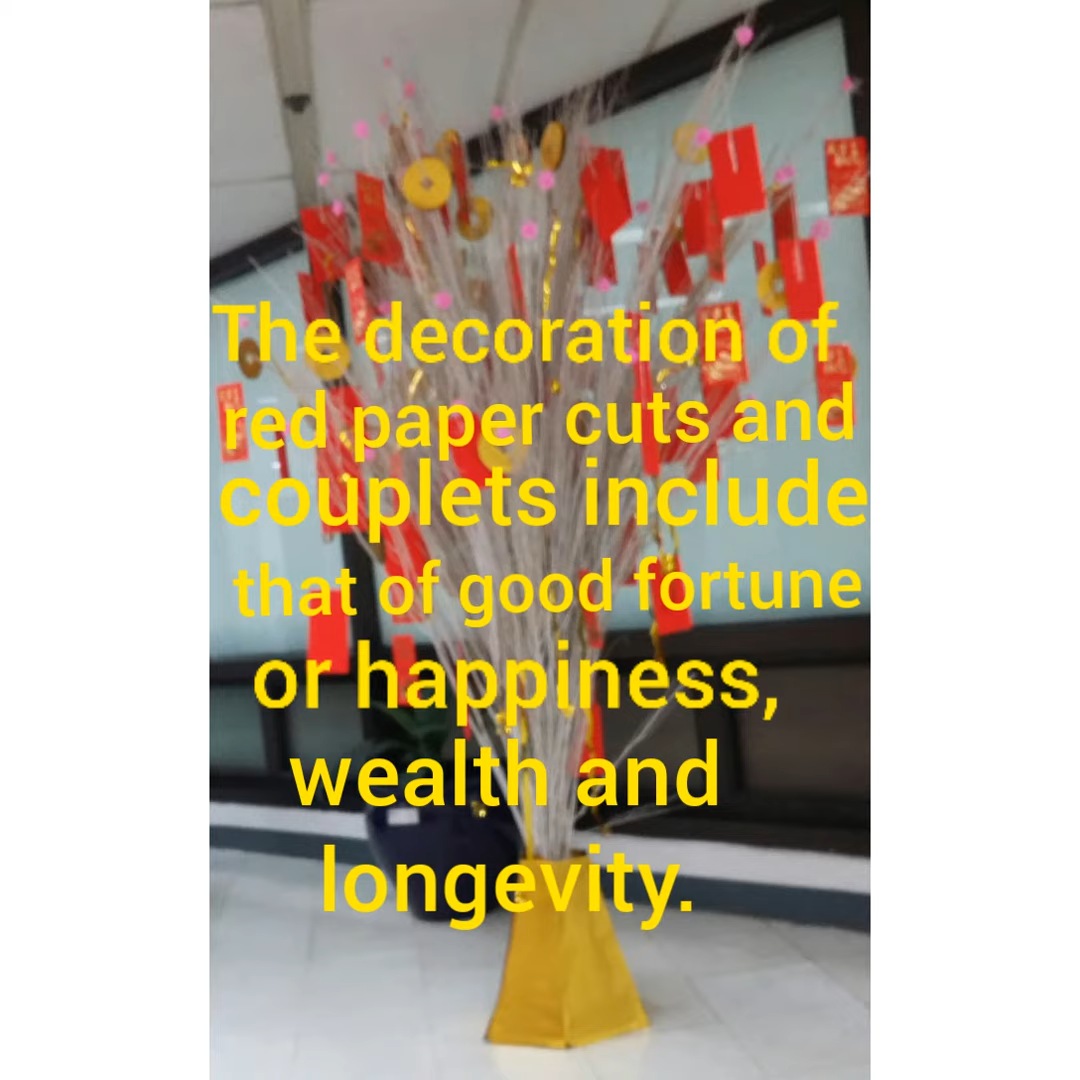 The decoration of
red paper cuts and
couplets include
that of good fortune
or happiness,
wealth and
longevity.